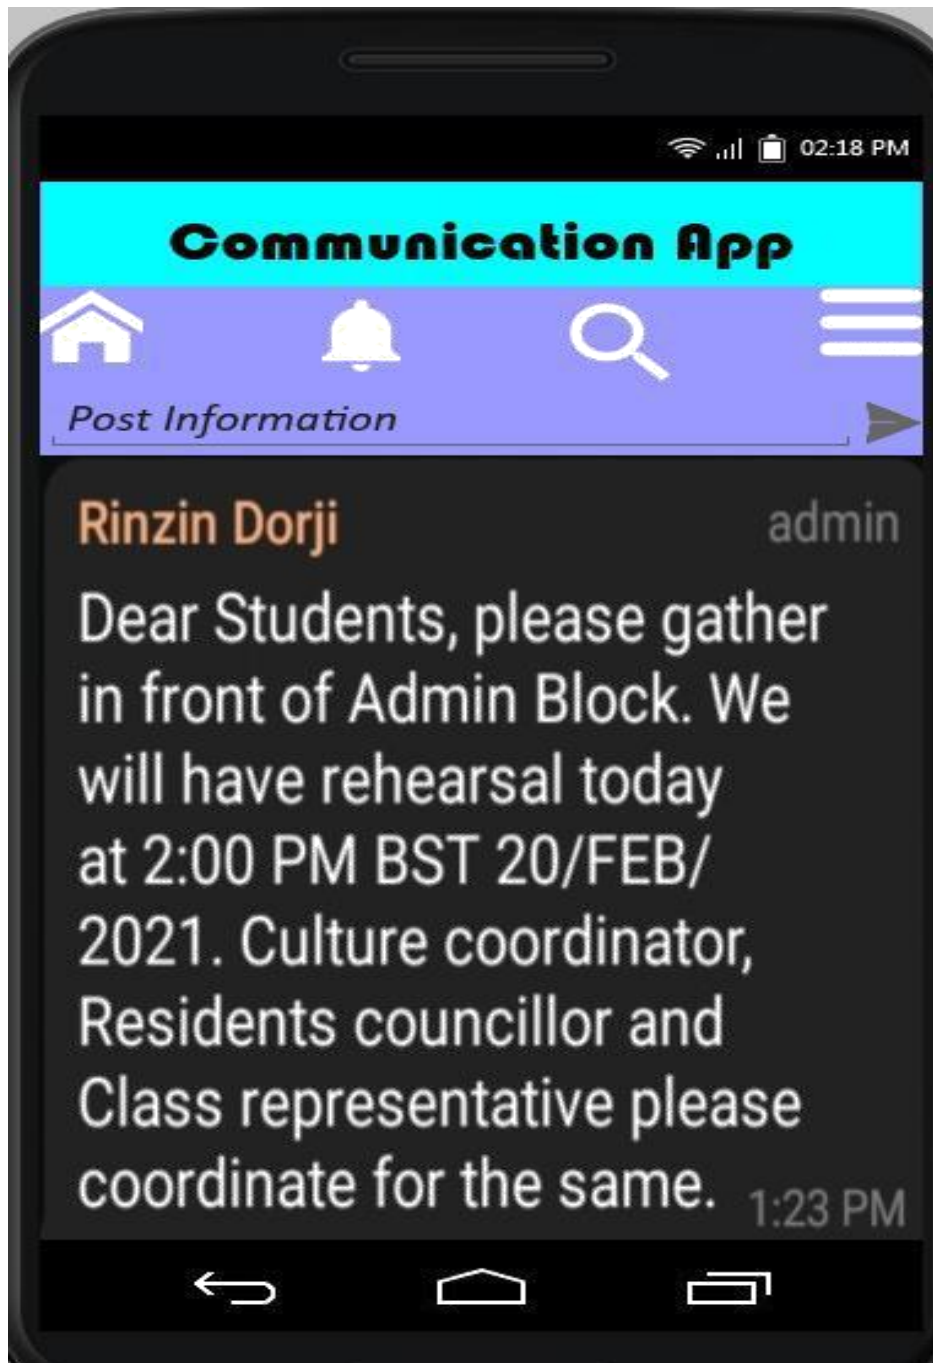 02:18 PM
Communication App
Post Information
Rinzin Dorji admin
Dear Students, please gather
in front of Admin Block. We
will have rehearsal today
at 2:00 PM BST 20/FEB/
2021. Culture coordinator,
Residents councillor and
Class representative please
coordinate for the same.
1:23 PM